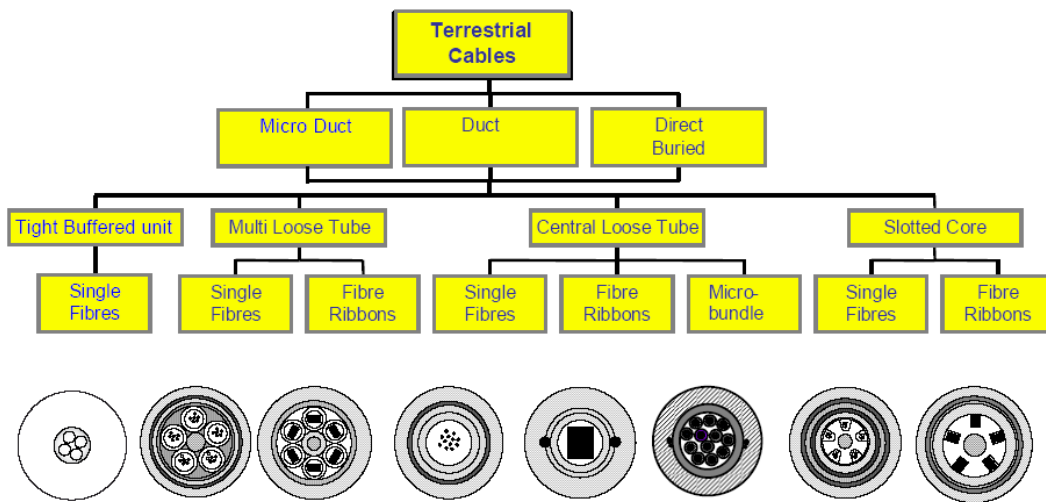 Terrestrial
Cables
Micro Duct
Duct
Direct
Buried
Tight Buffered unit
Multi Loose Tube
Central Loose Tube
Slotted Core
Single
Fibres
Single
Fibres
Fibre
Ribbons
Single
Fibres
Fibre
Ribbons
Micro-
bundle
Single
Fibres
Fibre
Ribbons